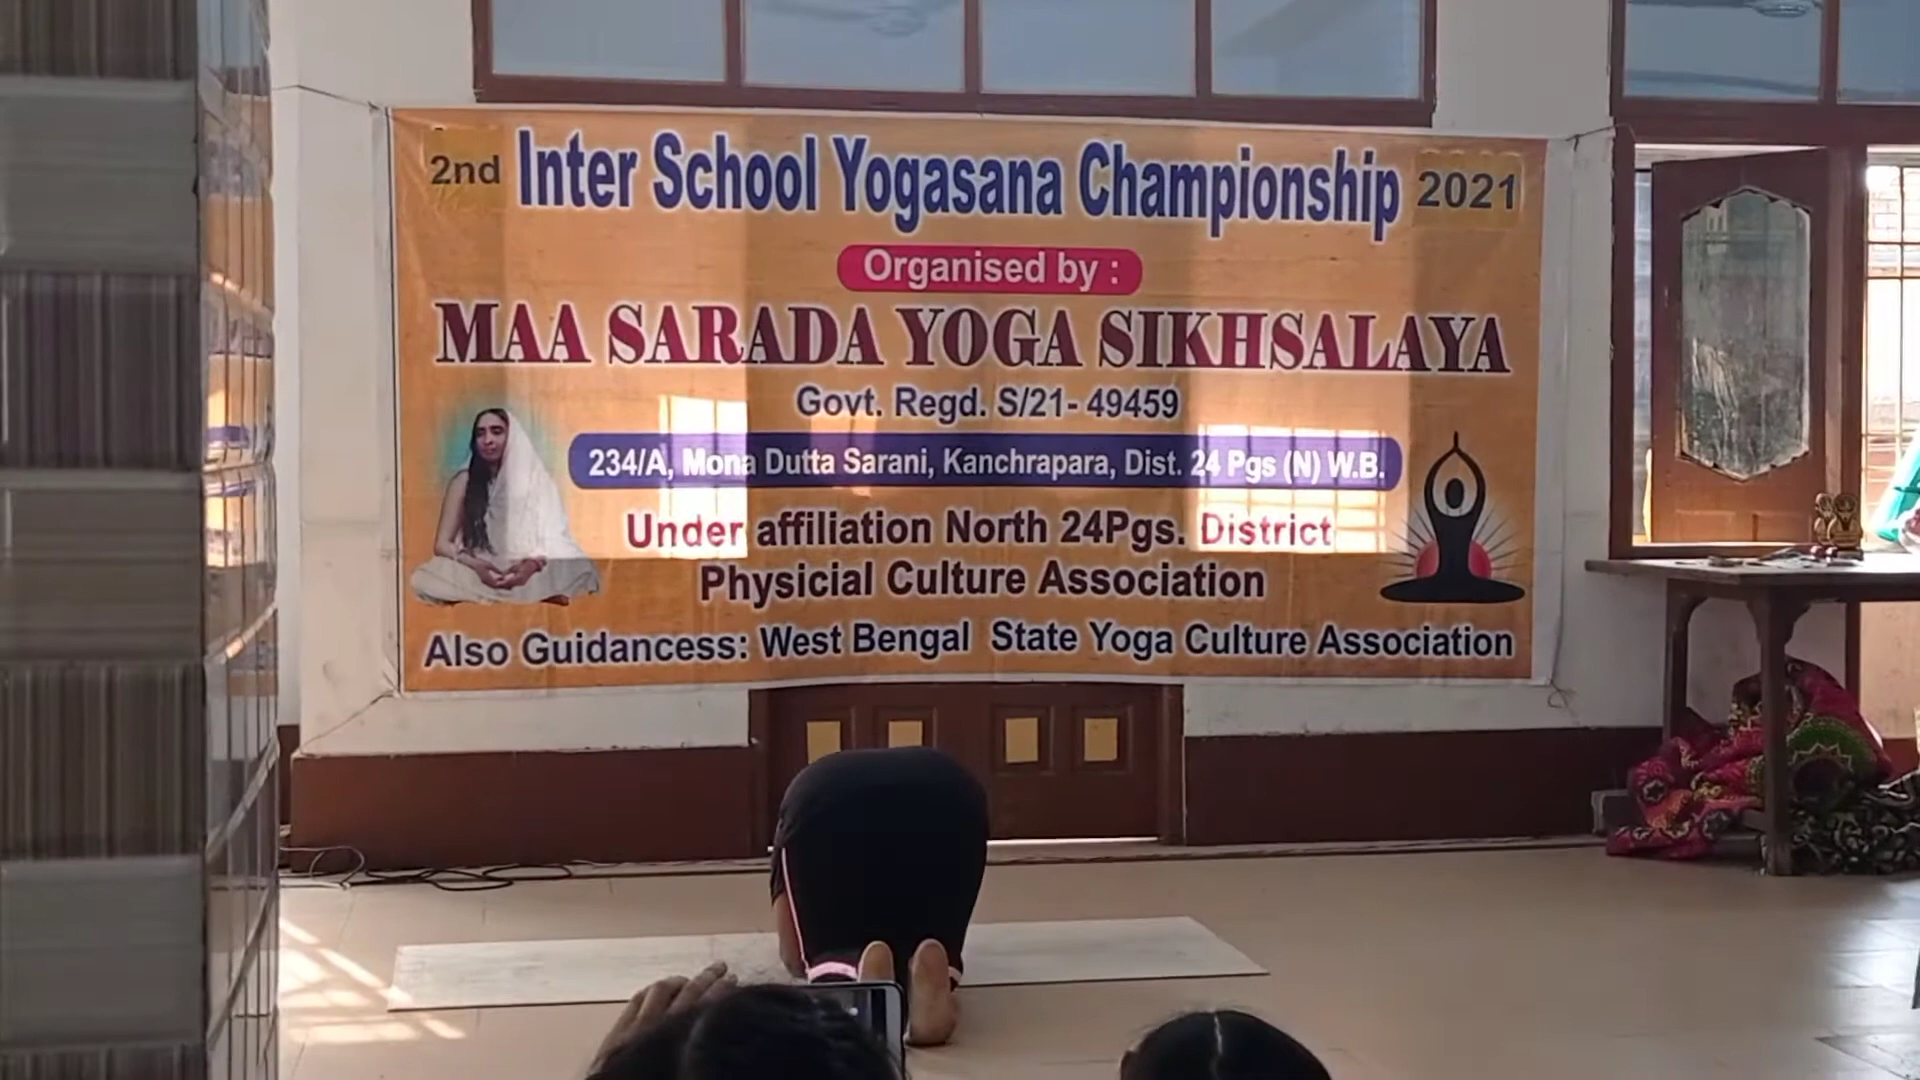 2nd Inter School Yogasana Championship 2021
Organised by :
MAA SARADA YOGA SIKHSALAYA
Govt. Regd. S/21- 49459
234/A, Mona Dutta Sarani, Kanchrapara, Dist. 24 Pgs (N) W.B.
Under affiliation North 24Pgs. District
Physicial Culture Association
Also Guidancess: West Bengal State Yoga Culture Association